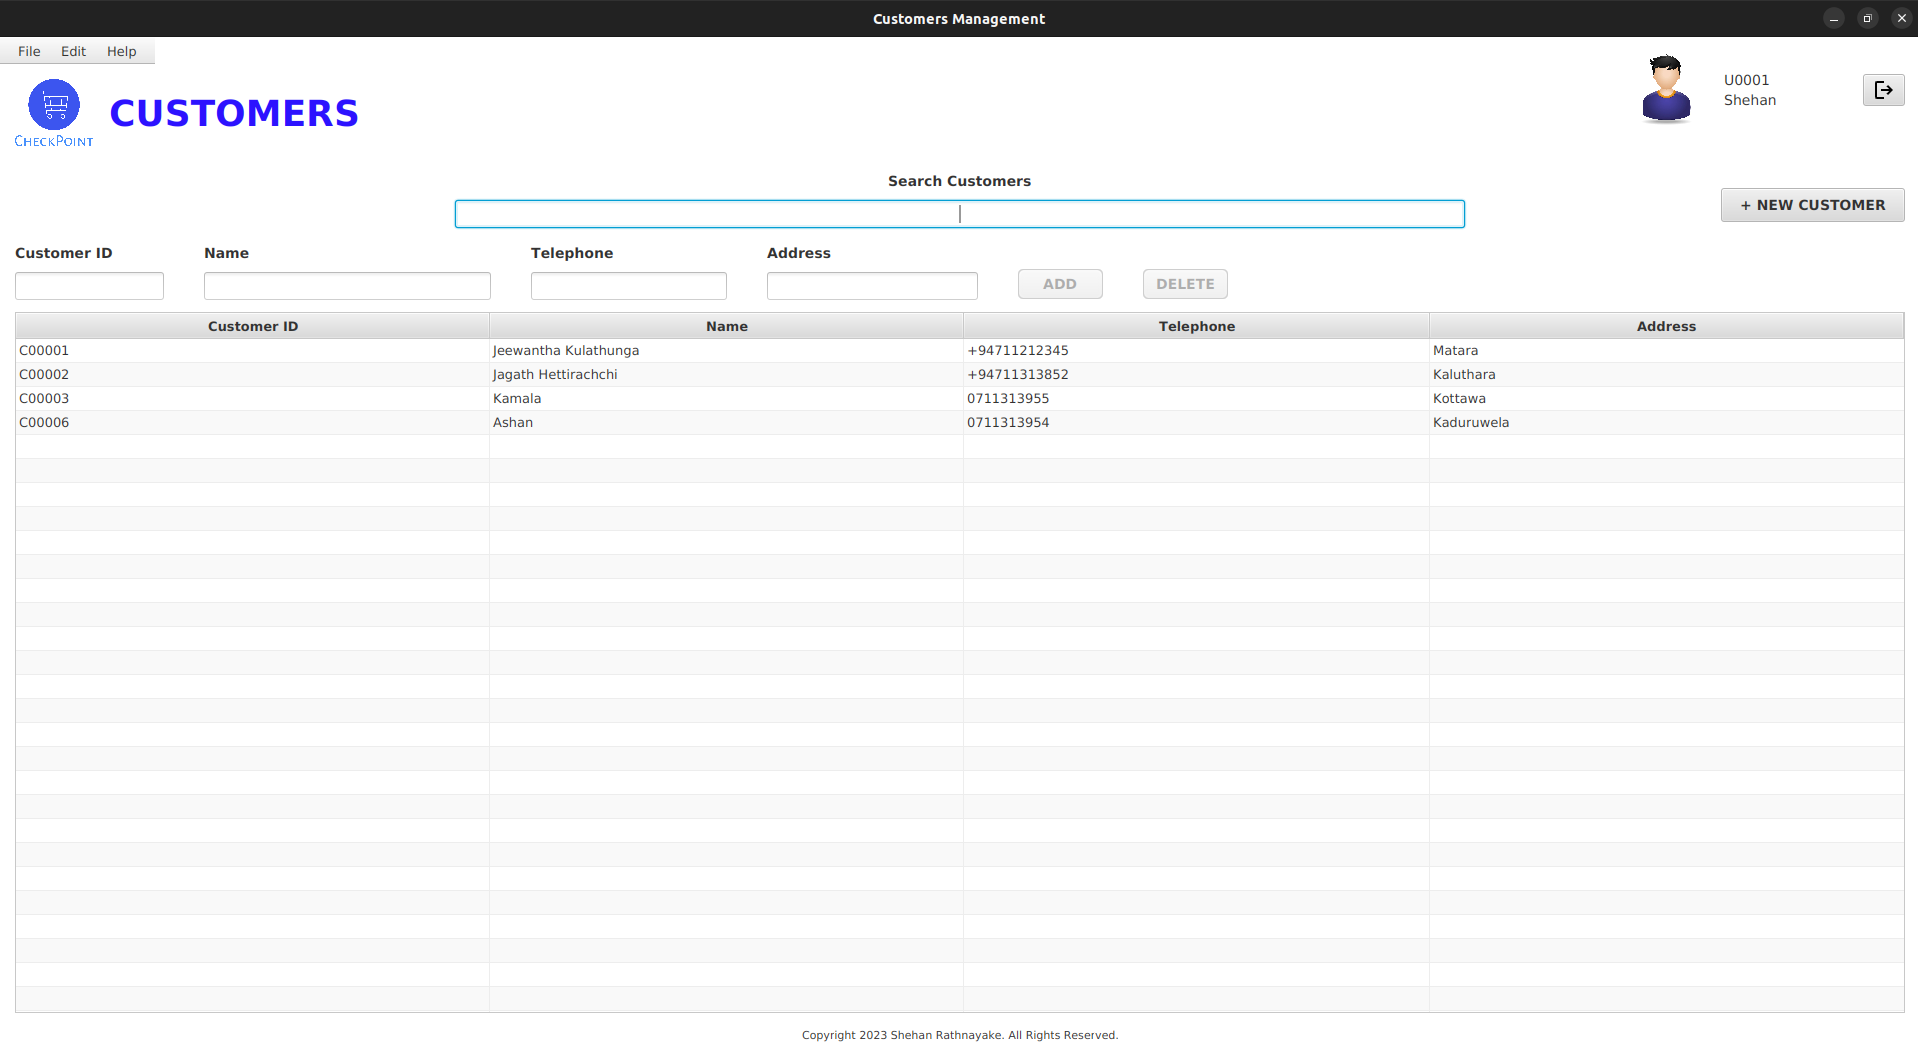 Customers Management
File Edit Help
CHECKPOINT
CUSTOMERS
U0001
Shehan
Search Customers
+ NEW CUSTOMER
Customer ID Name Telephone Address
ADD DELETE
Customer ID Name Telephone Address
C00001 Jeewantha Kulathunga +94711212345 Matara
C00002 Jagath Hettirachchi +94711313852 Kaluthara
C00003 Kamala 0711313955 Kottawa
C00006 Ashan 0711313954 Kaduruwela
Copyright 2023 Shehan Rathnayake. All Rights Reserved.